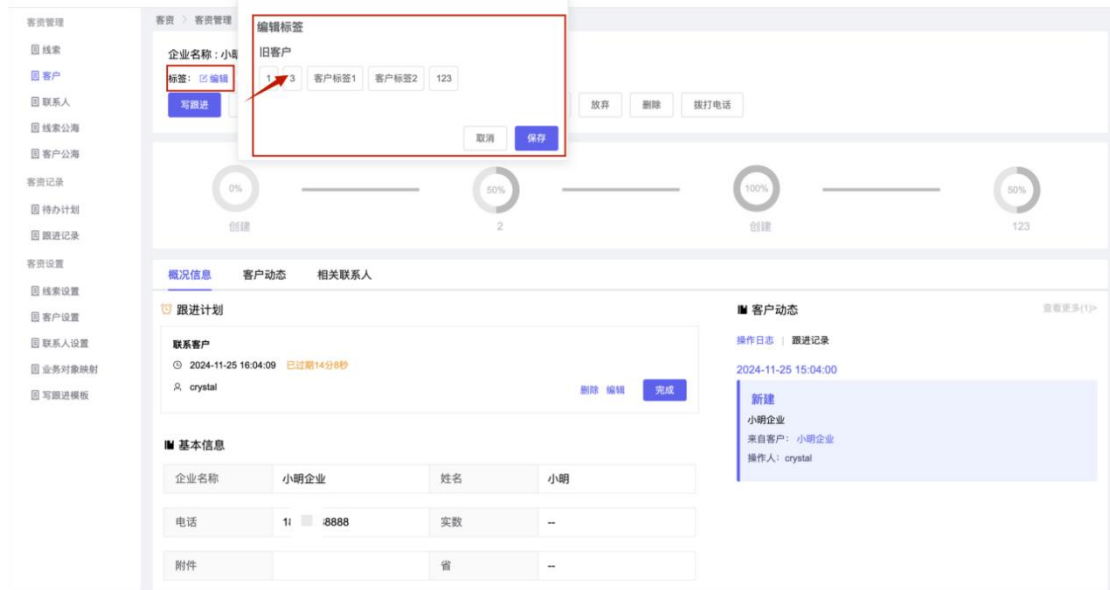 客资管理
线索
客户
联系人
线索公海
客户公海
客资记录
待办计划
跟进记录
客资设置
线索设置
客户设置
联系人设置
业务对象映射
写跟进模板
客资 > 客资管理
企业名称 : 小明
标签: 编辑
写跟进
放弃 删除 拨打电话
编辑标签
旧客户
1 3 客户标签1 客户标签2 123
取消 保存
0% 50% 100% 50%
创建 2 创建 123
概况信息 客户动态 相关联系人
跟进计划
联系客户
2024-11-25 16:04:09 已过期14分8秒
crystal
删除 编辑 完成
基本信息
企业名称 小明企业 姓名 小明
电话 18 8888 实数 --
附件 省 --
客户动态 查看更多(1)>
操作日志 | 跟进记录
2024-11-25 15:04:00
新建
小明企业
来自客户: 小明企业
操作人: crystal